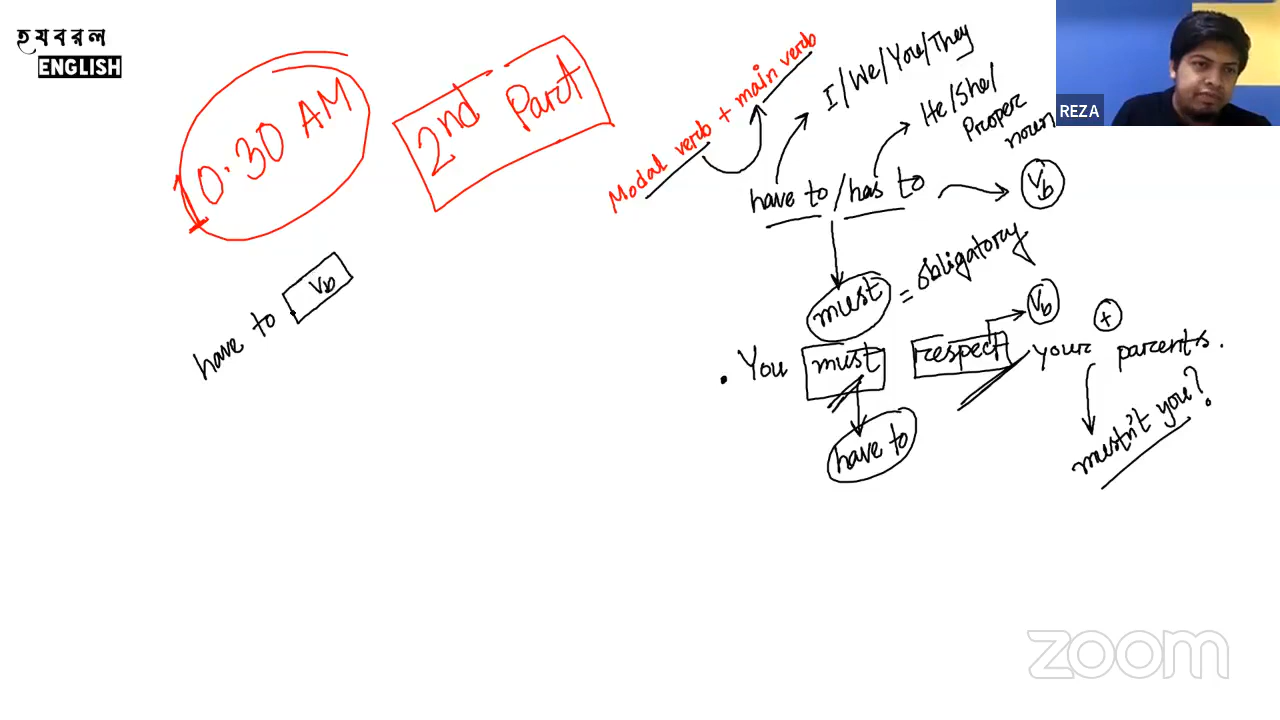 হযবরল
ENGLISH
10.30 AM
2nd Part
Modal verb + main verb
I/We/You/They
He/She/
Proper
noun
REZA
have to / has to
Vb
must = obligatory
have to Vb
Vb
+
. You must respect your parents.
have to
mustn't you?
zoom